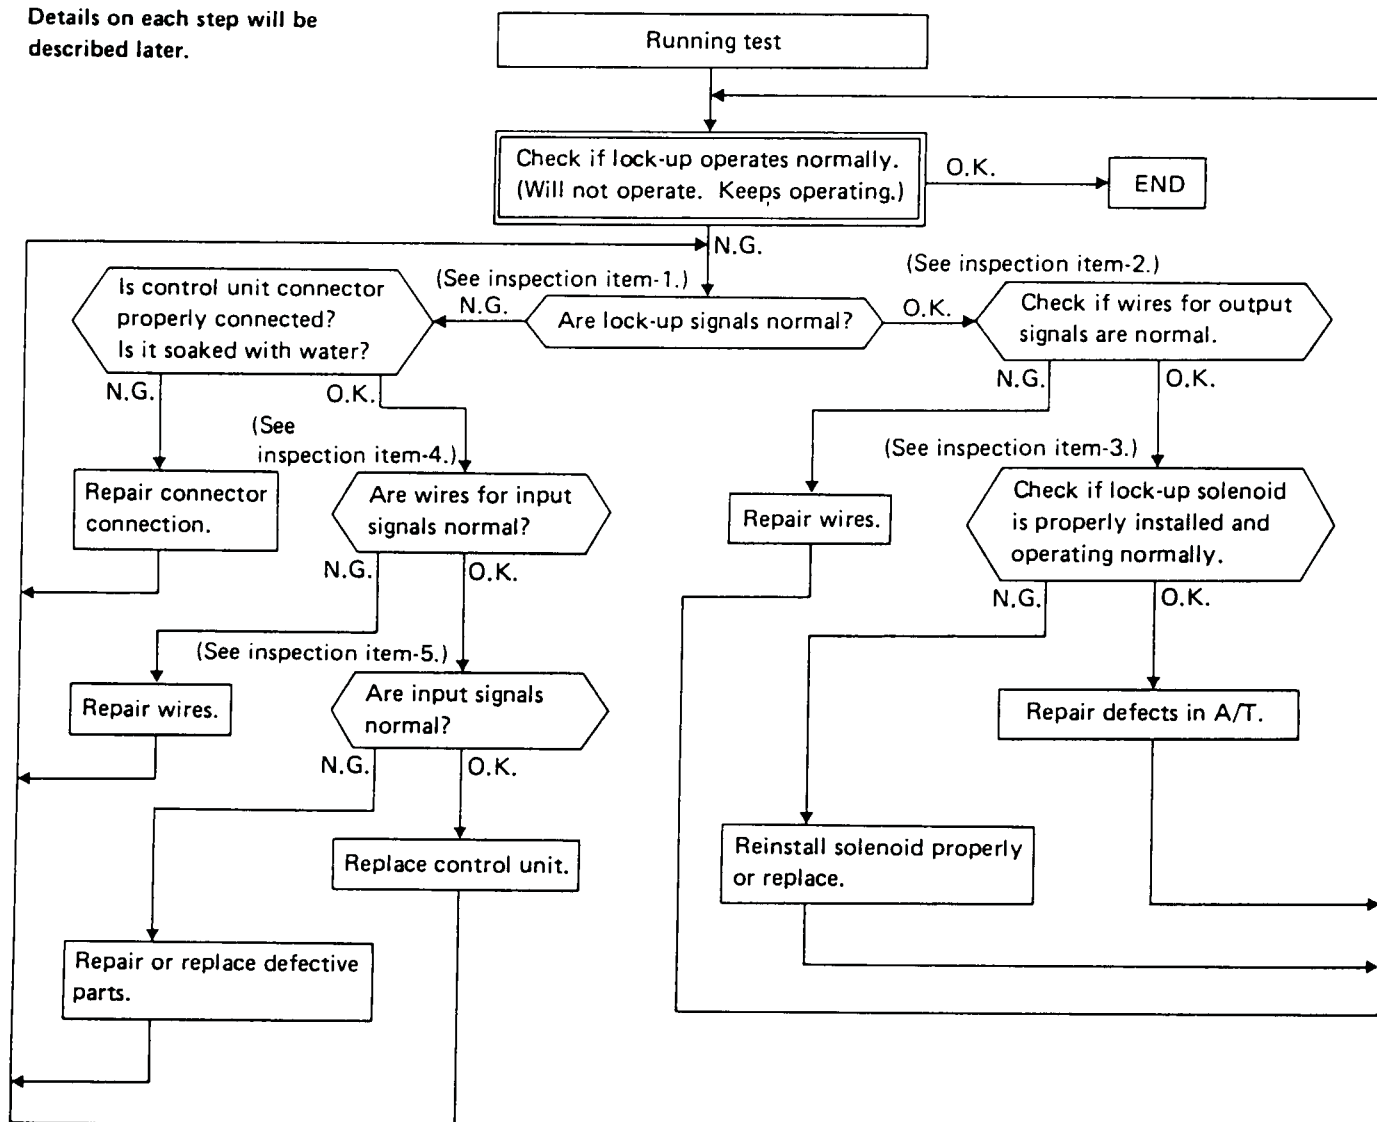 Details on each step will be
described later.
Running test
Check if lock-up operates normally.
(Will not operate. Keeps operating.)
O.K.
END
N.G.
(See inspection item-1.)
(See inspection item-2.)
Is control unit connector
properly connected?
Is it soaked with water?
N.G.
Are lock-up signals normal?
O.K.
Check if wires for output
signals are normal.
N.G.
O.K.
N.G.
O.K.
(See
inspection item-4.)
(See inspection item-3.)
Repair connector
connection.
Are wires for input
signals normal?
Repair wires.
Check if lock-up solenoid
is properly installed and
operating normally.
N.G.
O.K.
N.G.
O.K.
(See inspection item-5.)
Repair wires.
Are input signals
normal?
Repair defects in A/T.
N.G.
O.K.
Replace control unit.
Reinstall solenoid properly
or replace.
Repair or replace defective
parts.